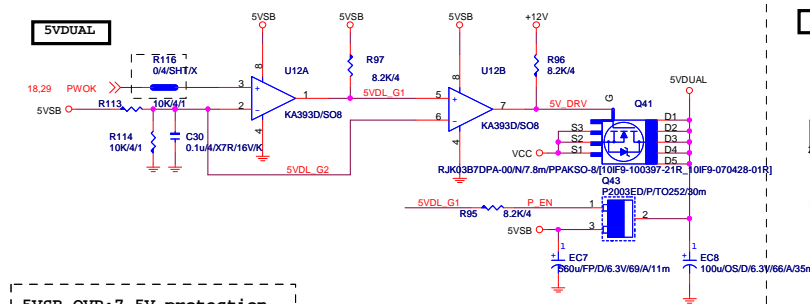 5VDUAL
5VSB
5VSB
5VSB
+12V
R116
0/4/SHT/X
18,29 PWOK
U12A
KA393D/SO8
R97
8.2K/4
U12B
KA393D/SO8
R96
8.2K/4
5VDUAL
3
2
1
8
4
5VDL_G1
5
6
7
8
4
5V_DRV
G
Q41
5VSB
R113
10K/4/1
R114
10K/4/1
C30
0.1u/4/X7R/16V/K
5VDL_G2
S3
S2
S1
D1
D2
D3
D4
D5
VCC
RJK03B7DPA-00/N/7.8m/PPAKSO-8/[10IF9-100397-21R_10IF9-070428-01R]
Q43
P2003ED/P/TO252/30m
5VDL_G1
R95
8.2K/4
P_EN
1
2
3
5VSB
1
+
EC7
560u/FP/D/6.3V/69/A/11m
1
+
EC8
100u/OS/D/6.3V/66/A/35m
5VSB OVP:7.5V protection